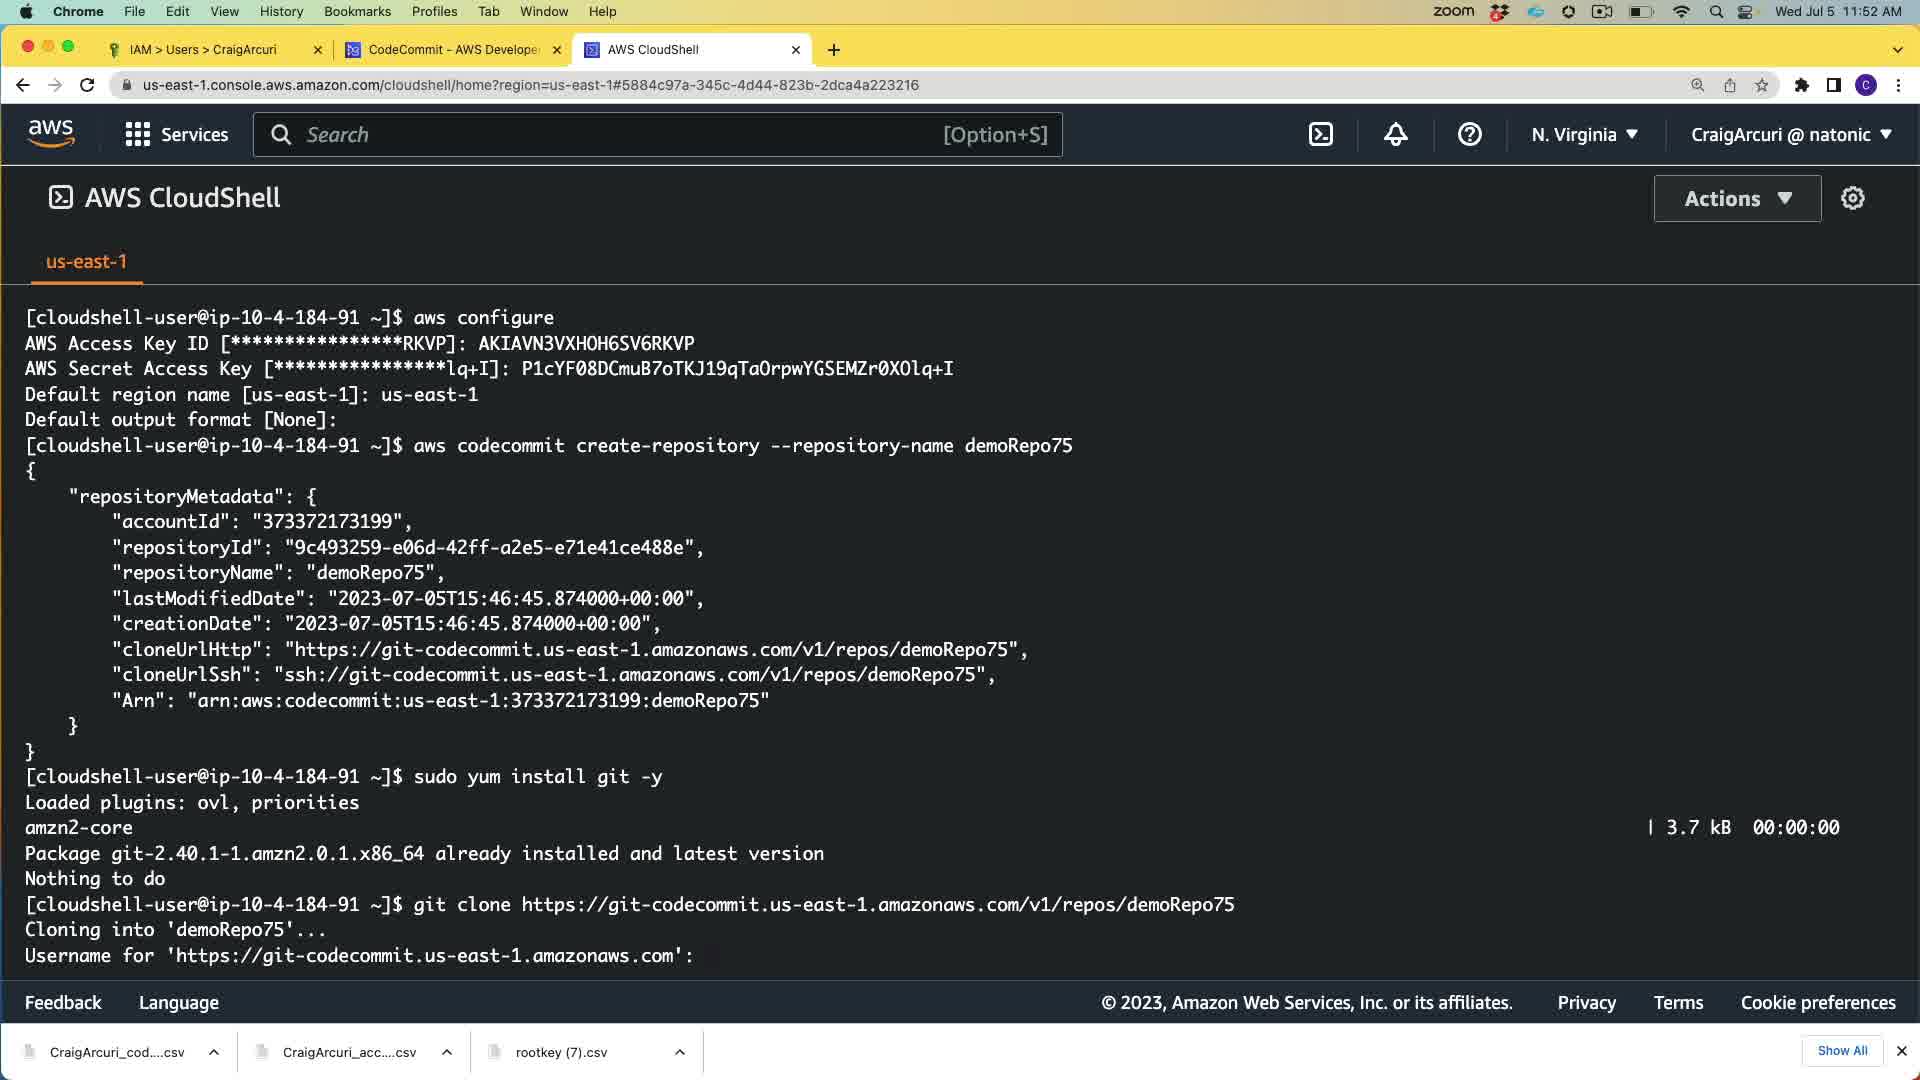 Chrome File Edit View History Bookmarks Profiles Tab Window Help zoom Wed Jul 5 11:52 AM
IAM > Users > CraigArcuri CodeCommit - AWS Develope AWS CloudShell
us-east-1.console.aws.amazon.com/cloudshell/home?region=us-east-1#5884c97a-345c-4d44-823b-2dca4a223216 C
aws Services Search [Option+S] N. Virginia CraigArcuri @ natonic
AWS CloudShell Actions
us-east-1
[cloudshell-user@ip-10-4-184-91 ~]$ aws configure
AWS Access Key ID [****************RKVP]: AKIAVN3VXHOH6SV6RKVP
AWS Secret Access Key [****************lq+I]: 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
Default region name [us-east-1]: us-east-1
Default output format [None]:
[cloudshell-user@ip-10-4-184-91 ~]$ aws codecommit create-repository --repository-name demoRepo75
{
    "repositoryMetadata": {
        "accountId": "373372173199",
        "repositoryId": "9c493259-e06d-42ff-a2e5-e71e41ce488e",
        "repositoryName": "demoRepo75",
        "lastModifiedDate": "2023-07-05T15:46:45.874000+00:00",
        "creationDate": "2023-07-05T15:46:45.874000+00:00",
        "cloneUrlHttp": "https://git-codecommit.us-east-1.amazonaws.com/v1/repos/demoRepo75",
        "cloneUrlSsh": "ssh://git-codecommit.us-east-1.amazonaws.com/v1/repos/demoRepo75",
        "Arn": "arn:aws:codecommit:us-east-1:373372173199:demoRepo75"
    }
}
[cloudshell-user@ip-10-4-184-91 ~]$ sudo yum install git -y
Loaded plugins: ovl, priorities
amzn2-core | 3.7 kB 00:00:00
Package git-2.40.1-1.amzn2.0.1.x86_64 already installed and latest version
Nothing to do
[cloudshell-user@ip-10-4-184-91 ~]$ git clone https://git-codecommit.us-east-1.amazonaws.com/v1/repos/demoRepo75
Cloning into 'demoRepo75'...
Username for 'https://git-codecommit.us-east-1.amazonaws.com':
Feedback Language © 2023, Amazon Web Services, Inc. or its affiliates. Privacy Terms Cookie preferences
CraigArcuri_cod....csv CraigArcuri_acc....csv rootkey (7).csv Show All